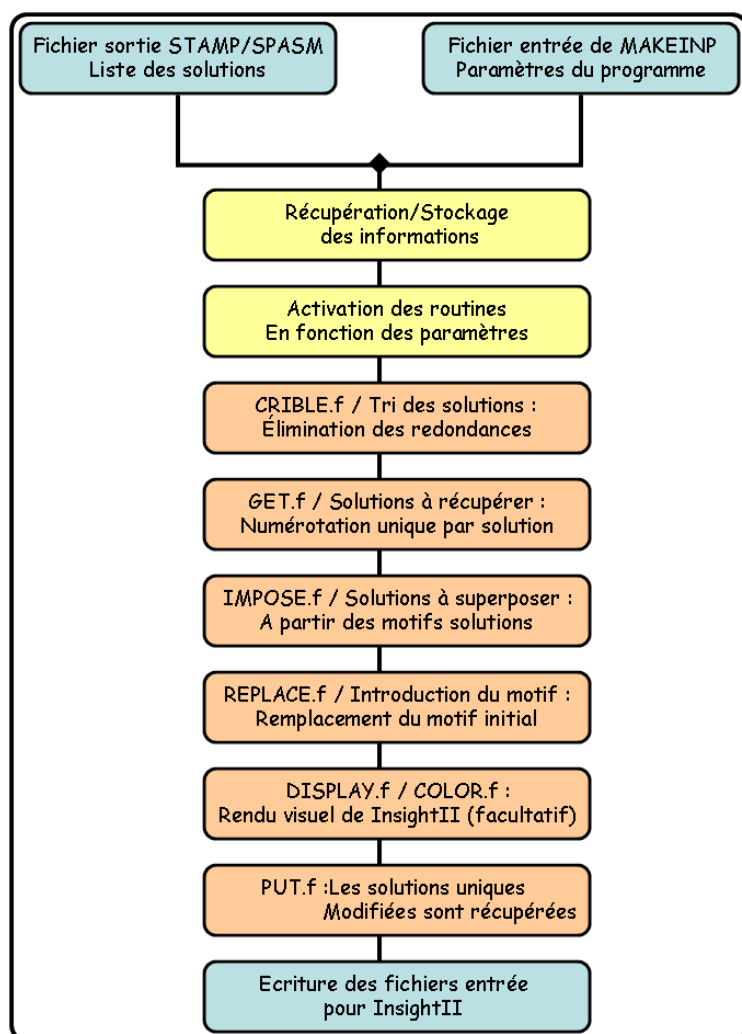 Fichier sortie STAMP/SPASM
Liste des solutions
Fichier entrée de MAKEINP
Paramètres du programme
Récupération/Stockage
des informations
Activation des routines
En fonction des paramètres
CRIBLE.f / Tri des solutions :
Élimination des redondances
GET.f / Solutions à récupérer :
Numérotation unique par solution
IMPOSE.f / Solutions à superposer :
A partir des motifs solutions
REPLACE.f / Introduction du motif :
Remplacement du motif initial
DISPLAY.f / COLOR.f :
Rendu visuel de InsightII (facultatif)
PUT.f :Les solutions uniques
Modifiées sont récupérées
Ecriture des fichiers entrée
pour InsightII